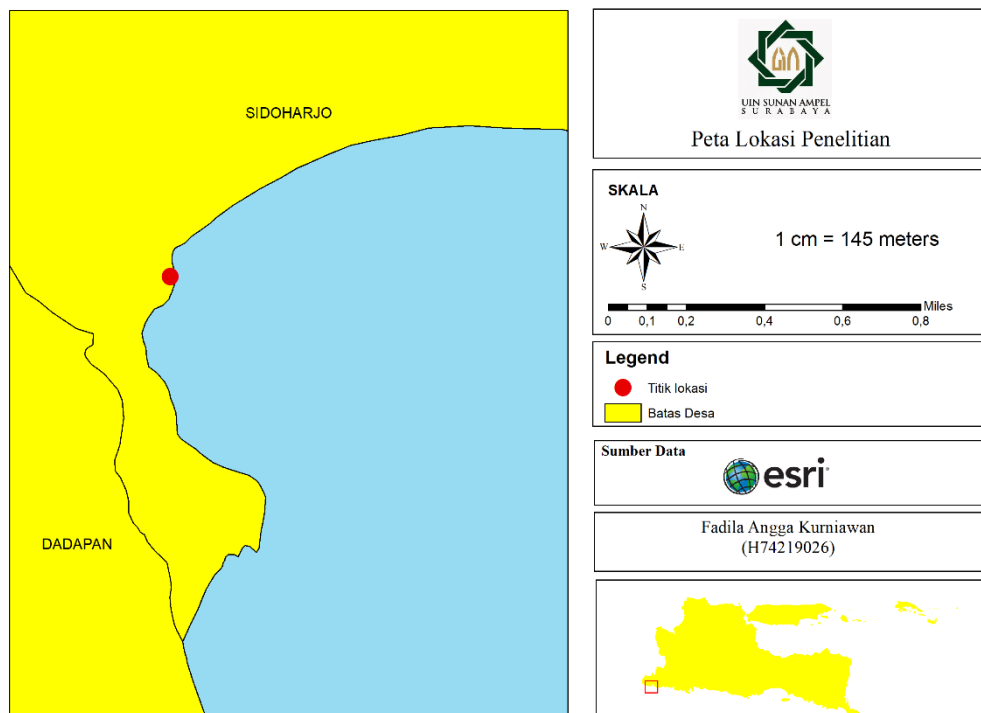 SIDOHARJO
DADAPAN
UIN SUNAN AMPEL
SURABAYA
Peta Lokasi Penelitian
SKALA
N
W
E
S
1 cm = 145 meters
Miles
0 0,1 0,2 0,4 0,6 0,8
Legend
Titik lokasi
Batas Desa
Sumber Data
esri
Fadila Angga Kurniawan
(H74219026)